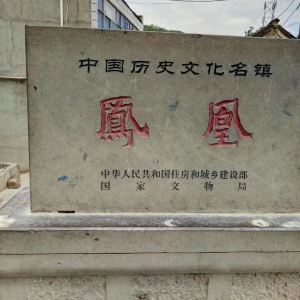 中国历史文化名镇
鳳凰
中华人民共和国住房和城乡建设部
国家文物局